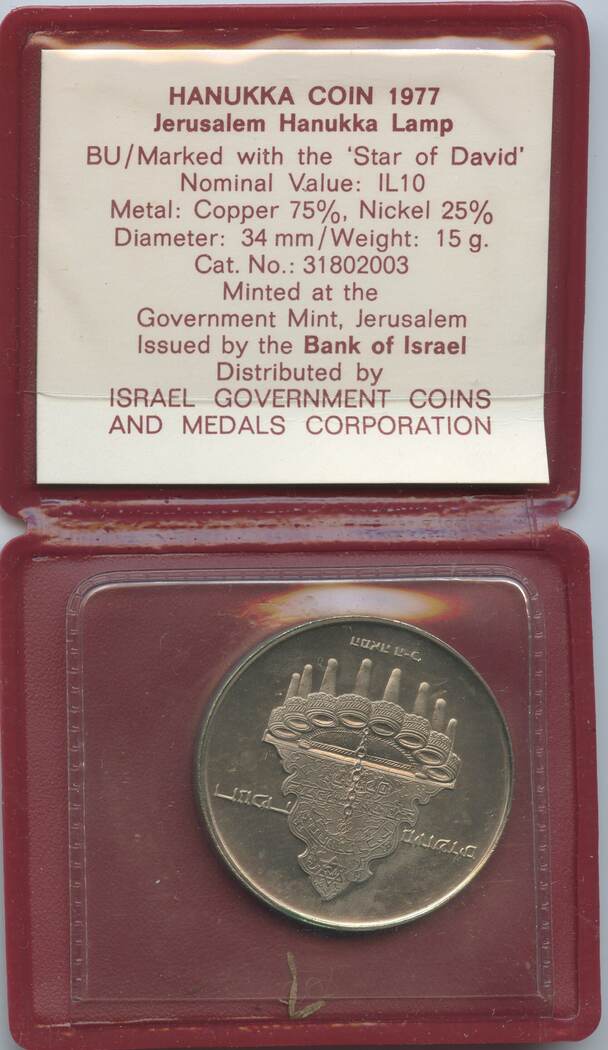 HANUKKA COIN 1977
Jerusalem Hanukka Lamp
BU/Marked with the 'Star of David'
Nominal Value: IL10
Metal: Copper 75%, Nickel 25%
Diameter: 34 mm/Weight: 15 g.
Cat. No.: 31802003
Minted at the
Government Mint, Jerusalem
Issued by the Bank of Israel
Distributed by
ISRAEL GOVERNMENT COINS
AND MEDALS CORPORATION
המאה ה-כ
מירושלים